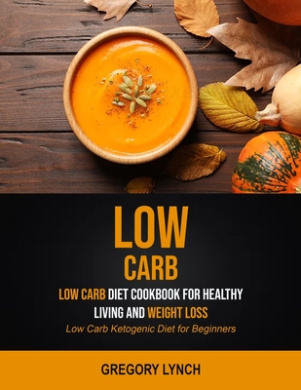 LOW
CARB
LOW CARB DIET COOKBOOK FOR HEALTHY
LIVING AND WEIGHT LOSS
Low Carb Ketogenic Diet for Beginners
GREGORY LYNCH